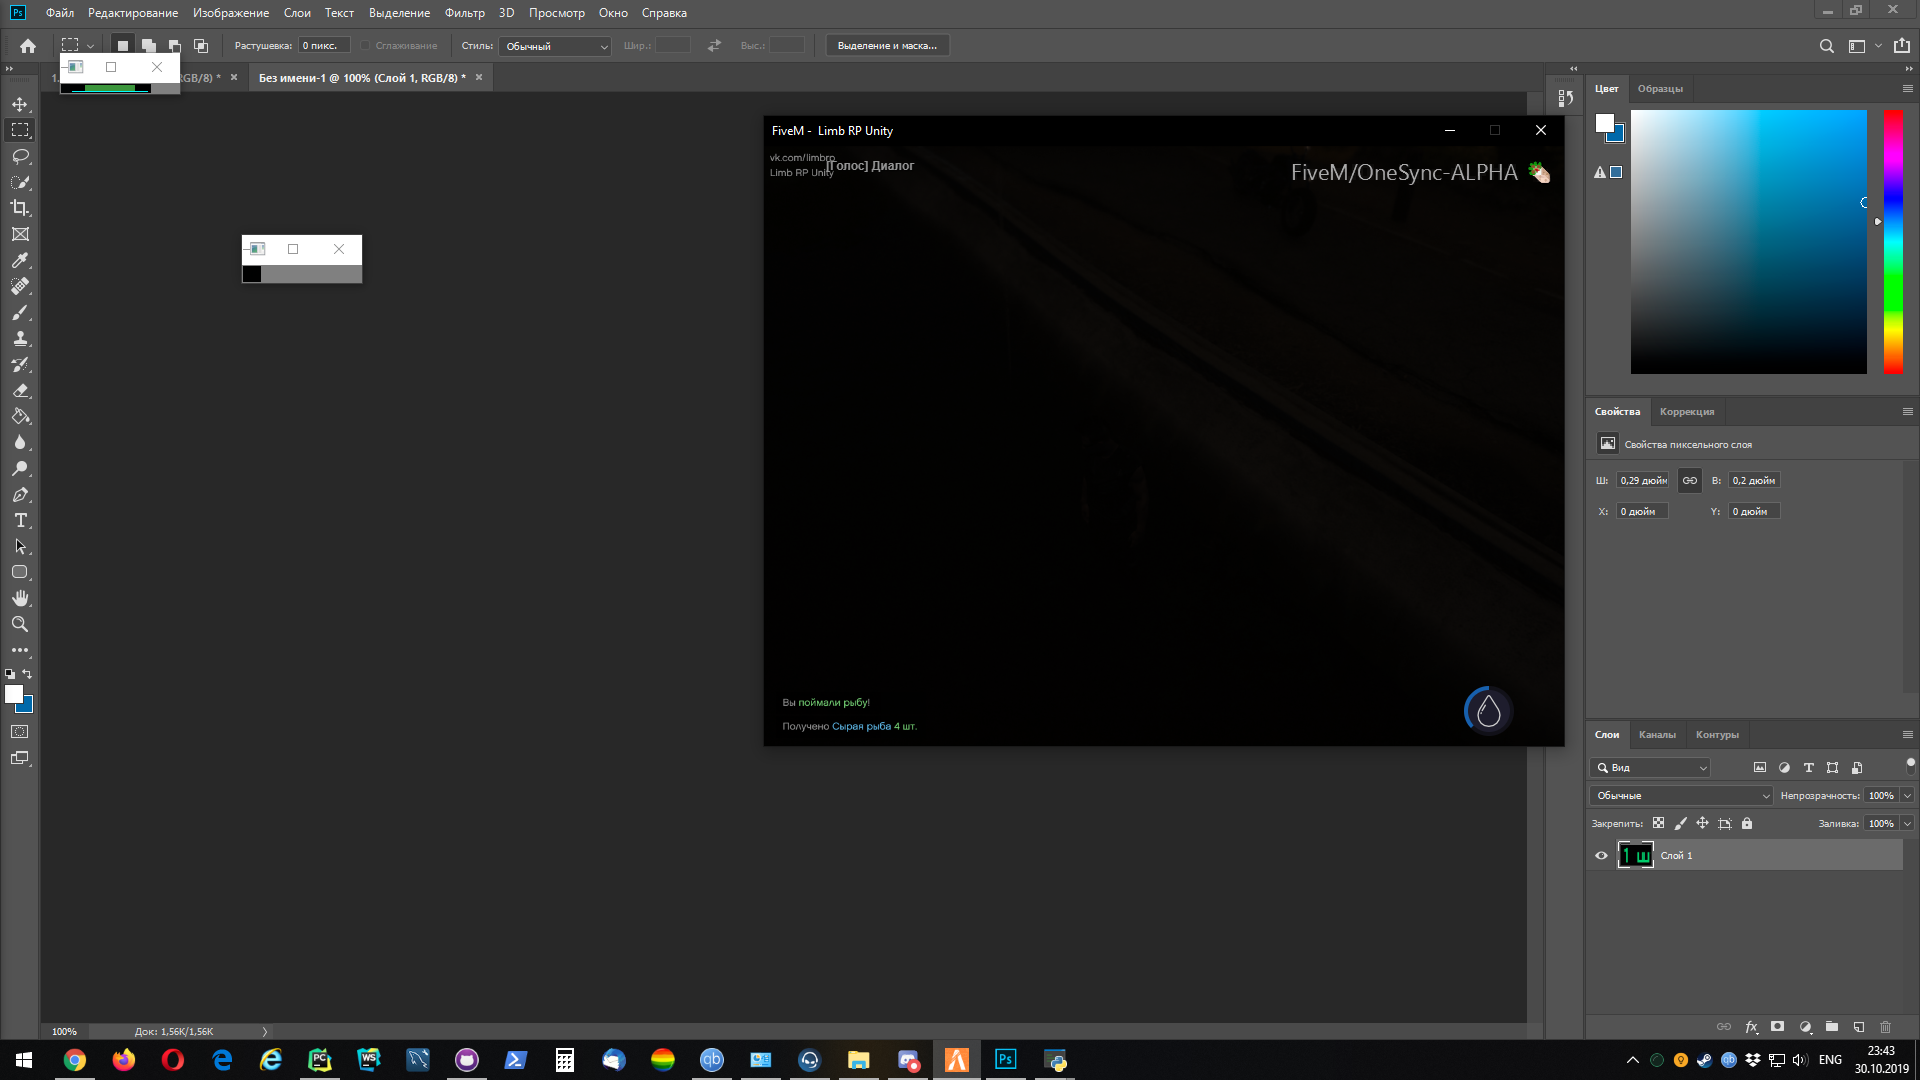 Файл Редактирование Изображение Слои Текст Выделение Фильтр 3D Просмотр Окно Справка
Растушевка: 0 пикс. Сглаживание Стиль: Обычный Шир.: Выс.: Выделение и маска...
1. RGB/8) * Без имени-1 @ 100% (Слой 1, RGB/8) *
FiveM - Limb RP Unity
vk.com/limbrp
[Голос] Диалог
Limb RP Unity
FiveM/OneSync-ALPHA
Вы поймали рыбу!
Получено Сырая рыба 4 шт.
Цвет Образцы
Свойства Коррекция
Свойства пиксельного слоя
Ш: 0,29 дюйм В: 0,2 дюйм
X: 0 дюйм Y: 0 дюйм
Слои Каналы Контуры
Вид
Обычные Непрозрачность: 100%
Закрепить: Заливка: 100%
1 ш Слой 1
100% Док: 1,56K/1,56K
ENG
23:43
30.10.2019